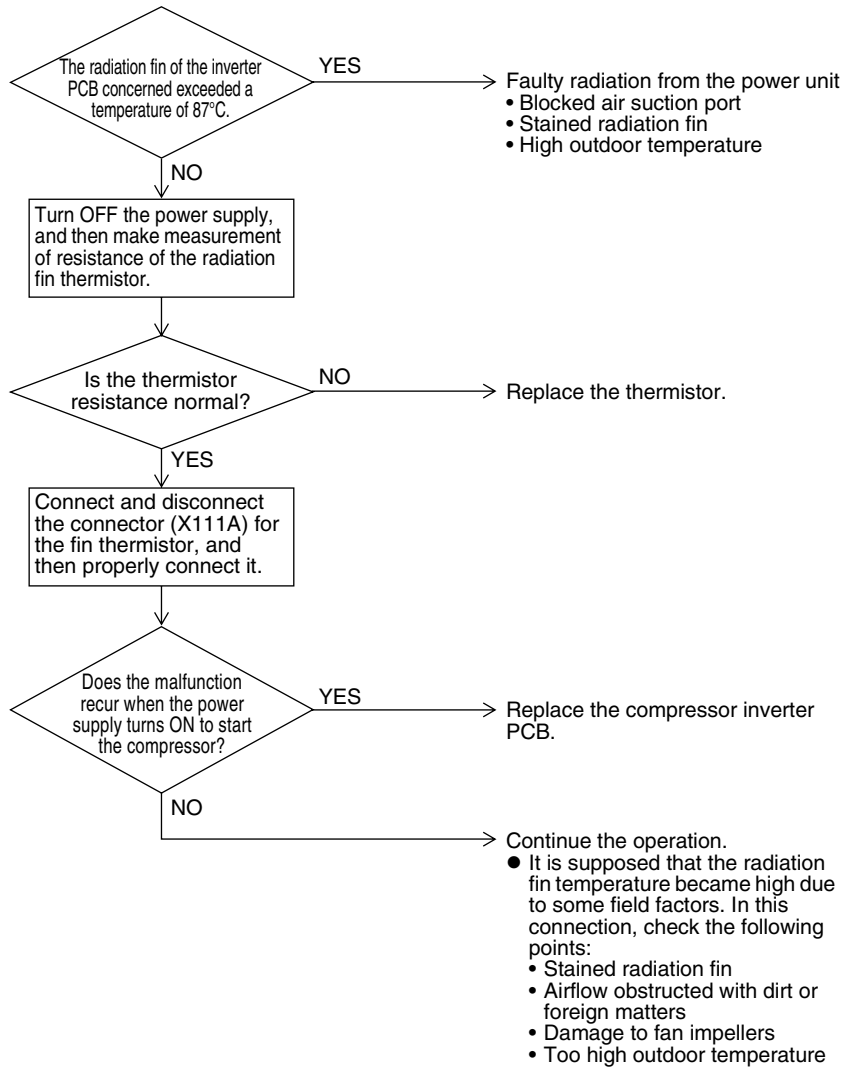 The radiation fin of the inverter
PCB concerned exceeded a
temperature of 87°C.
YES
Faulty radiation from the power unit
• Blocked air suction port
• Stained radiation fin
• High outdoor temperature
NO
Turn OFF the power supply,
and then make measurement
of resistance of the radiation
fin thermistor.
Is the thermistor
resistance normal?
NO
Replace the thermistor.
YES
Connect and disconnect
the connector (X111A) for
the fin thermistor, and
then properly connect it.
Does the malfunction
recur when the power
supply turns ON to start
the compressor?
YES
Replace the compressor inverter
PCB.
NO
Continue the operation.
● It is supposed that the radiation
fin temperature became high due
to some field factors. In this
connection, check the following
points:
• Stained radiation fin
• Airflow obstructed with dirt or
foreign matters
• Damage to fan impellers
• Too high outdoor temperature